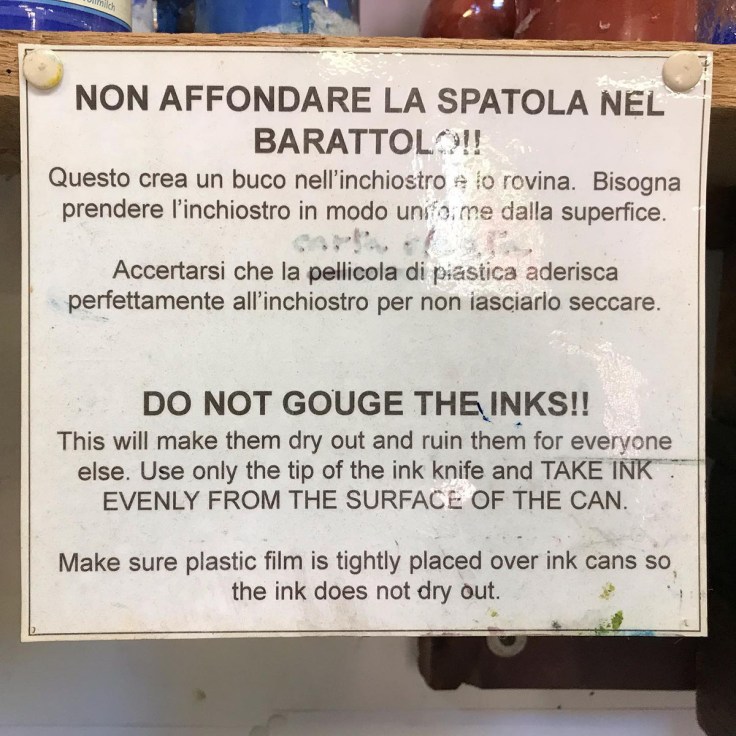 NON AFFONDARE LA SPATOLA NEL
BARATTOLO!!
Questo crea un buco nell'inchiostro e lo rovina. Bisogna
prendere l'inchiostro in modo uniforme dalla superfice.
Accertarsi che la pellicola di plastica aderisca
perfettamente all'inchiostro per non lasciarlo seccare.
DO NOT GOUGE THE INKS!!
This will make them dry out and ruin them for everyone
else. Use only the tip of the ink knife and TAKE INK
EVENLY FROM THE SURFACE OF THE CAN.
Make sure plastic film is tightly placed over ink cans so
the ink does not dry out.